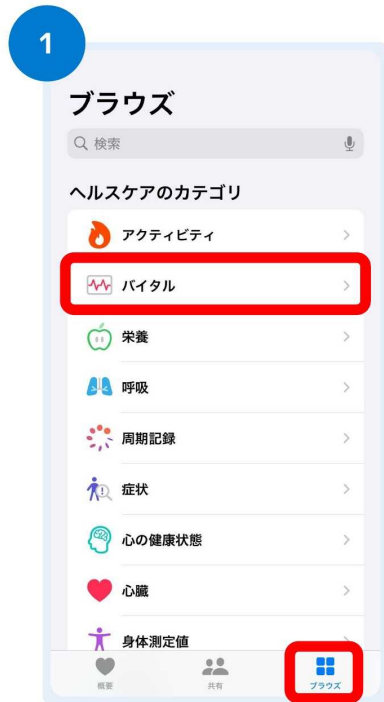 1
ブラウズ
検索
ヘルスケアのカテゴリ
アクティビティ
バイタル
栄養
呼吸
周期記録
症状
心の健康状態
心臓
身体測定値
概要
共有
ブラウズ